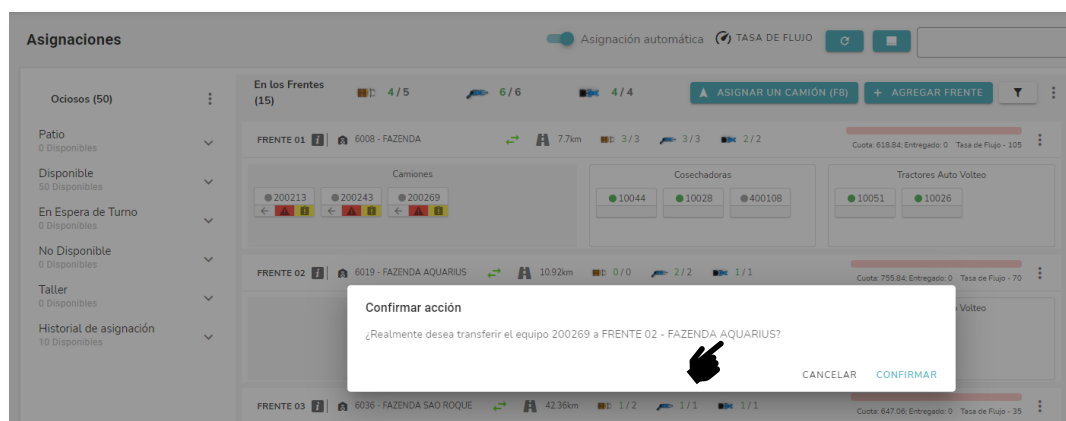 Asignaciones
Asignación automática
TASA DE FLUJO
Ociosos (50)
Patio
0 Disponibles
Disponible
50 Disponibles
En Espera de Turno
0 Disponibles
No Disponible
0 Disponibles
Taller
0 Disponibles
Historial de asignación
10 Disponibles
En los Frentes
(15)
4/5
6/6
4/4
ASIGNAR UN CAMIÓN (F8)
+ AGREGAR FRENTE
FRENTE 01 i 6008 - FAZENDA 7.7km 3/3 3/3 2/2
Cuota: 618.84; Entregado: 0 Tasa de Flujo - 105
Camiones
200213 200243 200269
Cosechadoras
10044 10028 400108
Tractores Auto Volteo
10051 10026
FRENTE 02 i 6019 - FAZENDA AQUARIUS 10.92km 0/0 2/2 1/1
Cuota: 755.84; Entregado: 0 Tasa de Flujo - 70
Volteo
Confirmar acción
¿Realmente desea transferir el equipo 200269 a FRENTE 02 - FAZENDA AQUARIUS?
CANCELAR CONFIRMAR
FRENTE 03 i 6036 - FAZENDA SAO ROQUE 42.36km 1/2 1/1 1/1
Cuota: 647.06; Entregado: 0 Tasa de Flujo - 35